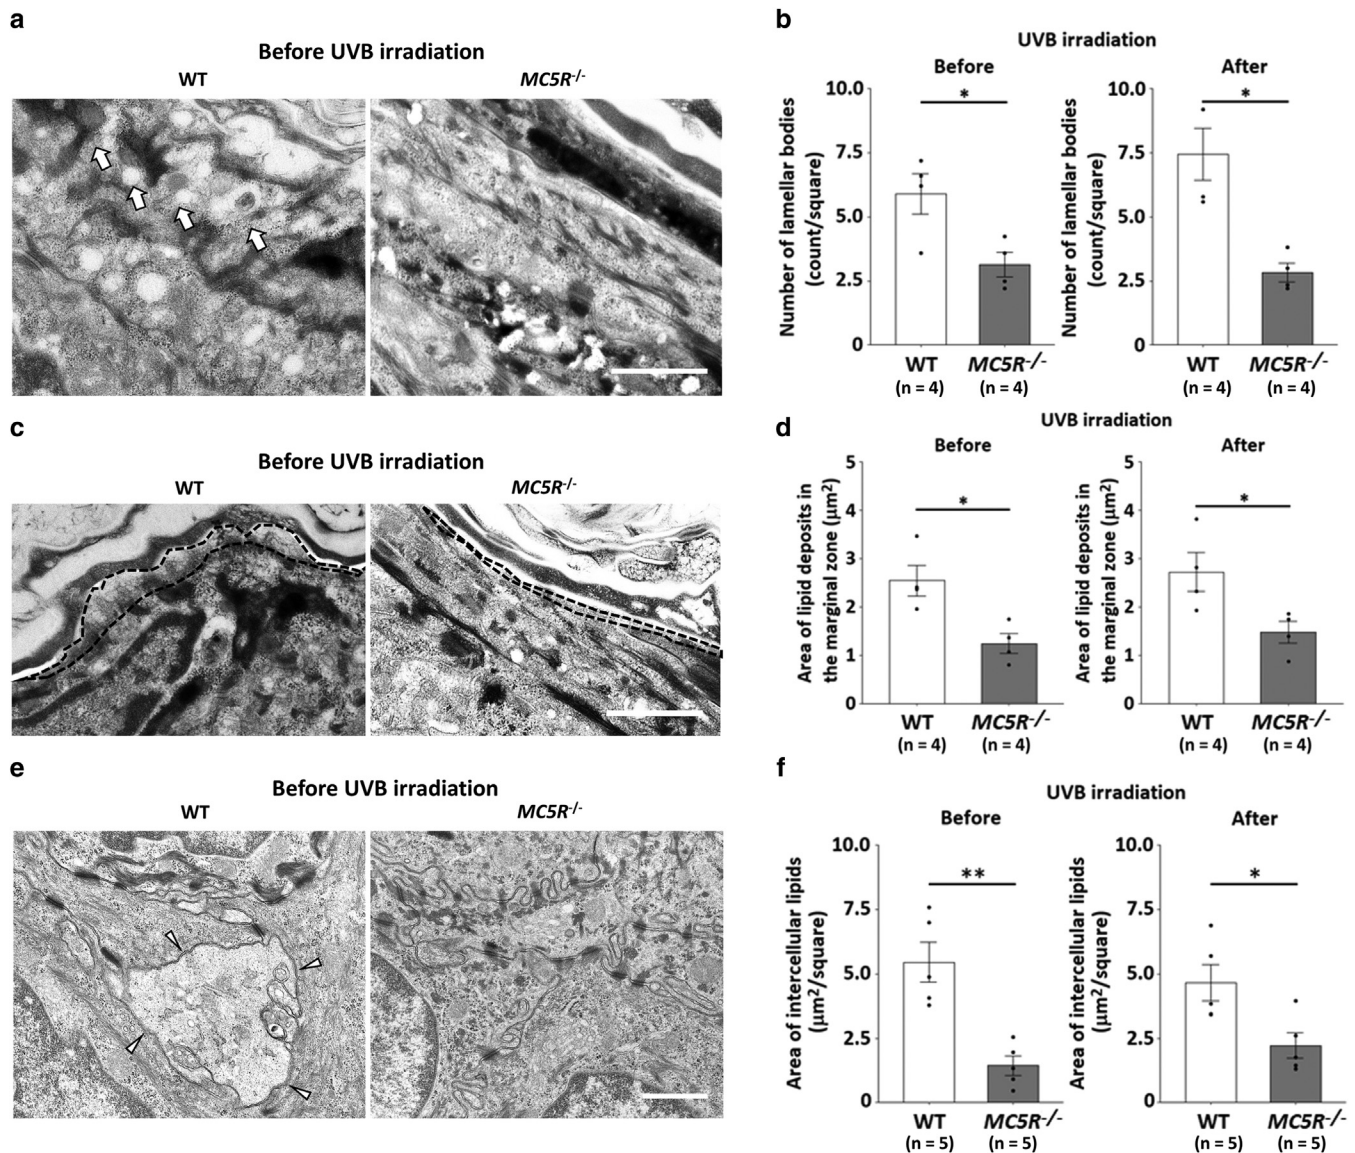 a
Before UVB irradiation
WT
MC5R-/-
b
UVB irradiation
Before
After
Number of lamellar bodies
(count/square)
10.0
7.5
5.0
2.5
0
*
WT
MC5R-/-
(n = 4)
(n = 4)
Number of lamellar bodies
(count/square)
10.0
7.5
5.0
2.5
0
*
WT
MC5R-/-
(n = 4)
(n = 4)
c
Before UVB irradiation
WT
MC5R-/-
d
UVB irradiation
Before
After
Area of lipid deposits in
the marginal zone (μm²)
5
4
3
2
1
0
*
WT
MC5R-/-
(n = 4)
(n = 4)
Area of lipid deposits in
the marginal zone (μm²)
5
4
3
2
1
0
*
WT
MC5R-/-
(n = 4)
(n = 4)
e
Before UVB irradiation
WT
MC5R-/-
f
UVB irradiation
Before
After
Area of intercellular lipids
(μm²/square)
10.0
7.5
5.0
2.5
0
**
WT
MC5R-/-
(n = 5)
(n = 5)
Area of intercellular lipids
(μm²/square)
10.0
7.5
5.0
2.5
0
*
WT
MC5R-/-
(n = 5)
(n = 5)